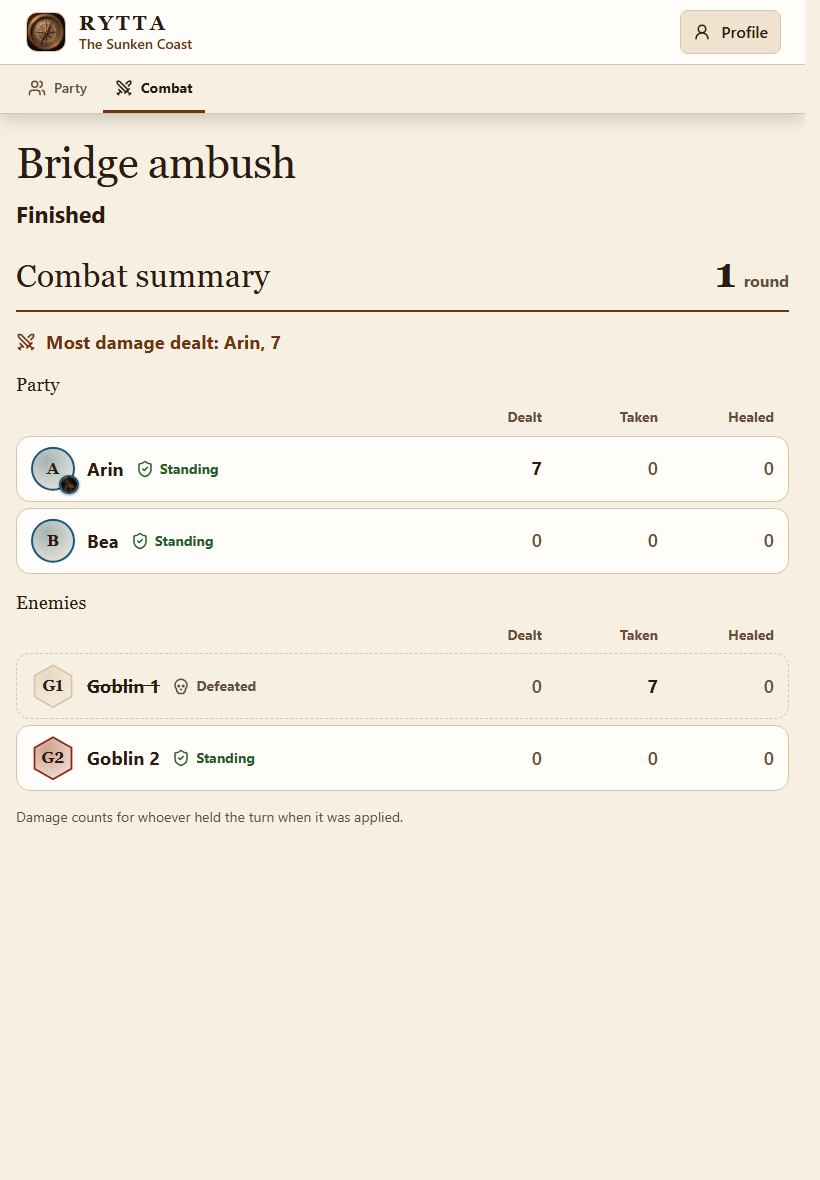 RYTTA
The Sunken Coast
Profile
Party
Combat
Bridge ambush
Finished
Combat summary
1 round
Most damage dealt: Arin, 7
Party
Dealt Taken Healed
A Arin Standing 7 0 0
B Bea Standing 0 0 0
Enemies
Dealt Taken Healed
G1 Goblin 1 Defeated 0 7 0
G2 Goblin 2 Standing 0 0 0
Damage counts for whoever held the turn when it was applied.